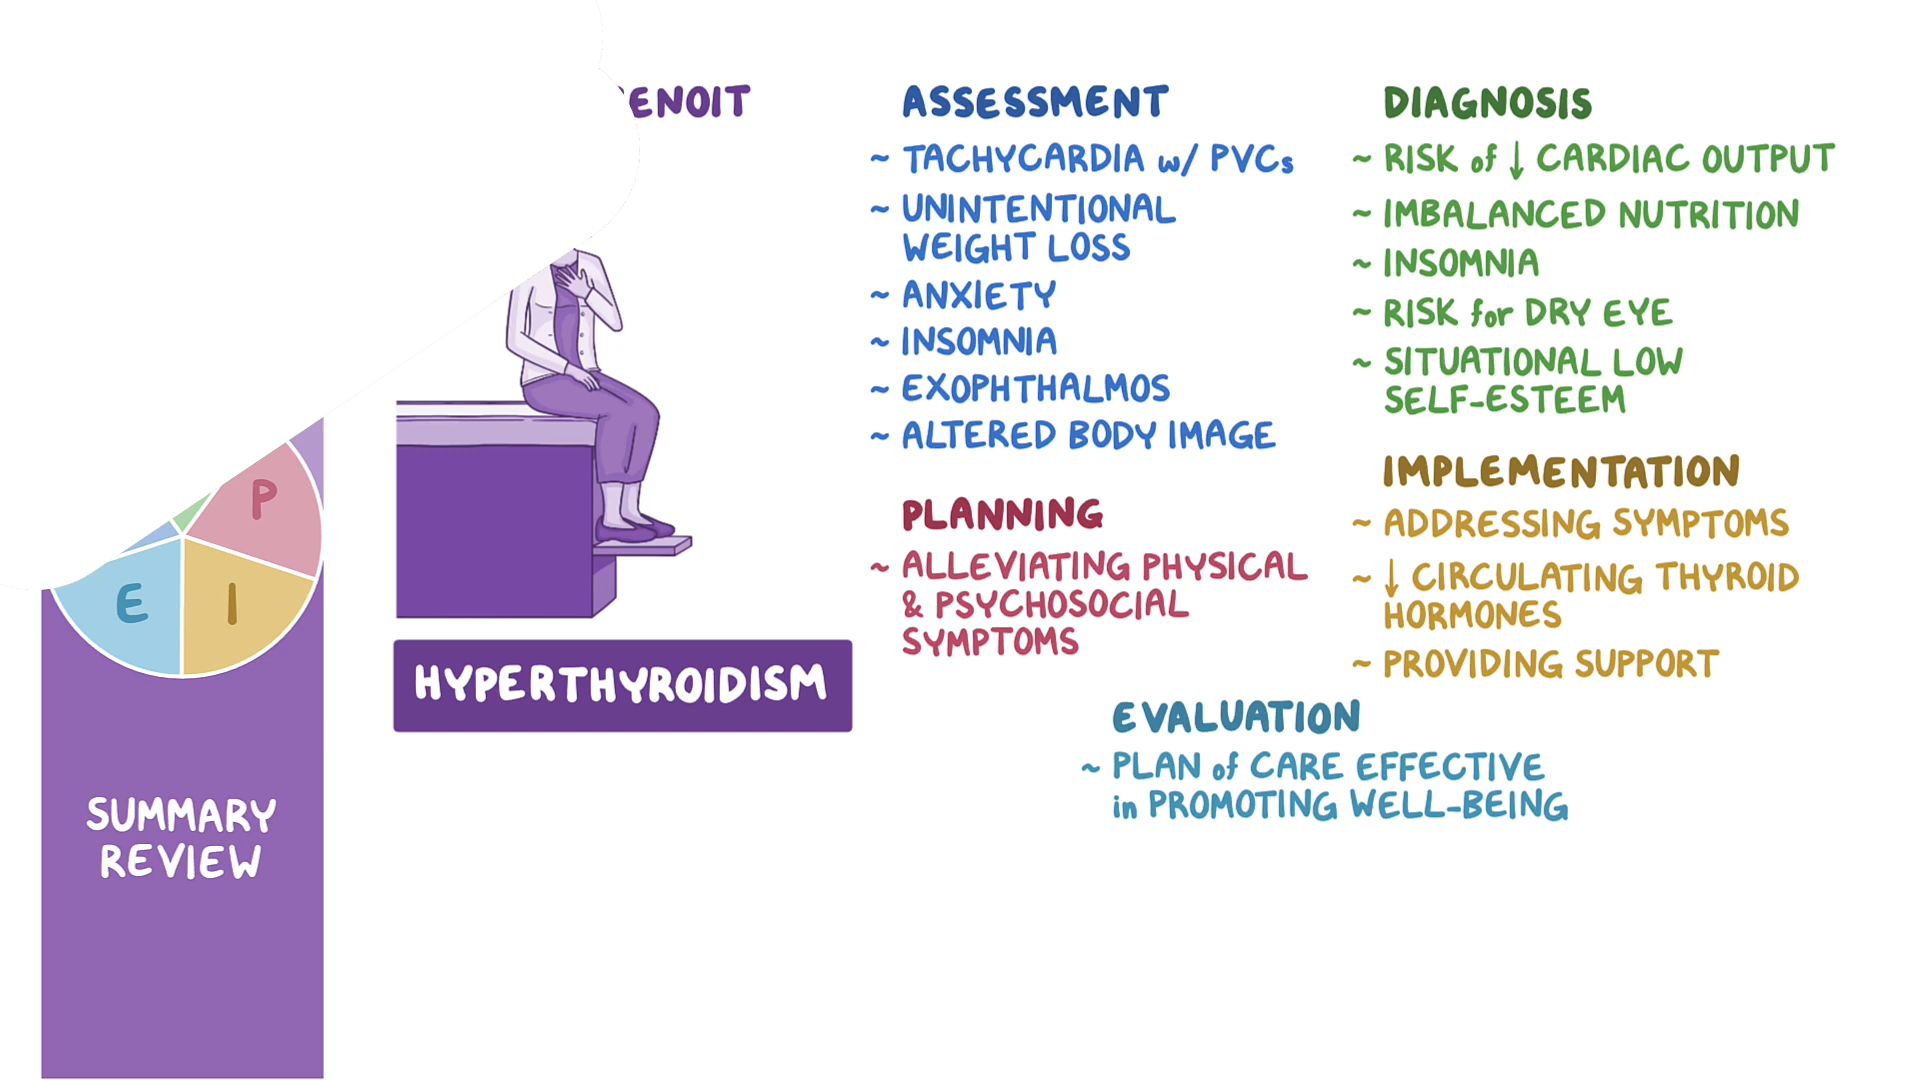 ENOIT
HYPERTHYROIDISM
P
E
I
SUMMARY
REVIEW
ASSESSMENT
~ TACHYCARDIA w/ PVCs
~ UNINTENTIONAL
WEIGHT LOSS
~ ANXIETY
~ INSOMNIA
~ EXOPHTHALMOS
~ ALTERED BODY IMAGE
PLANNING
~ ALLEVIATING PHYSICAL
& PSYCHOSOCIAL
SYMPTOMS
DIAGNOSIS
~ RISK of ↓ CARDIAC OUTPUT
~ IMBALANCED NUTRITION
~ INSOMNIA
~ RISK for DRY EYE
~ SITUATIONAL LOW
SELF-ESTEEM
IMPLEMENTATION
~ ADDRESSING SYMPTOMS
~ ↓ CIRCULATING THYROID
HORMONES
~ PROVIDING SUPPORT
EVALUATION
~ PLAN of CARE EFFECTIVE
in PROMOTING WELL-BEING